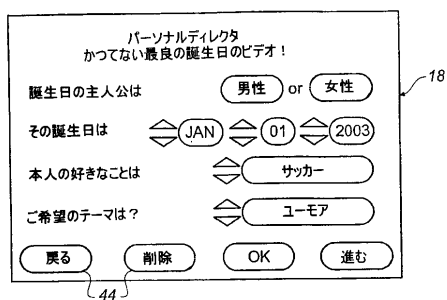 パーソナルディレクタ
かつてない最良の誕生日のビデオ！
誕生日の主人公は 男性 or 女性
その誕生日は JAN 01 2003
本人の好きなことは サッカー
ご希望のテーマは？ ユーモア
戻る 削除 OK 進む
18
44